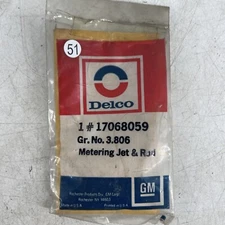 51
Delco
1 # 17068059
Gr. No. 3.806
Metering Jet & Rod
GM